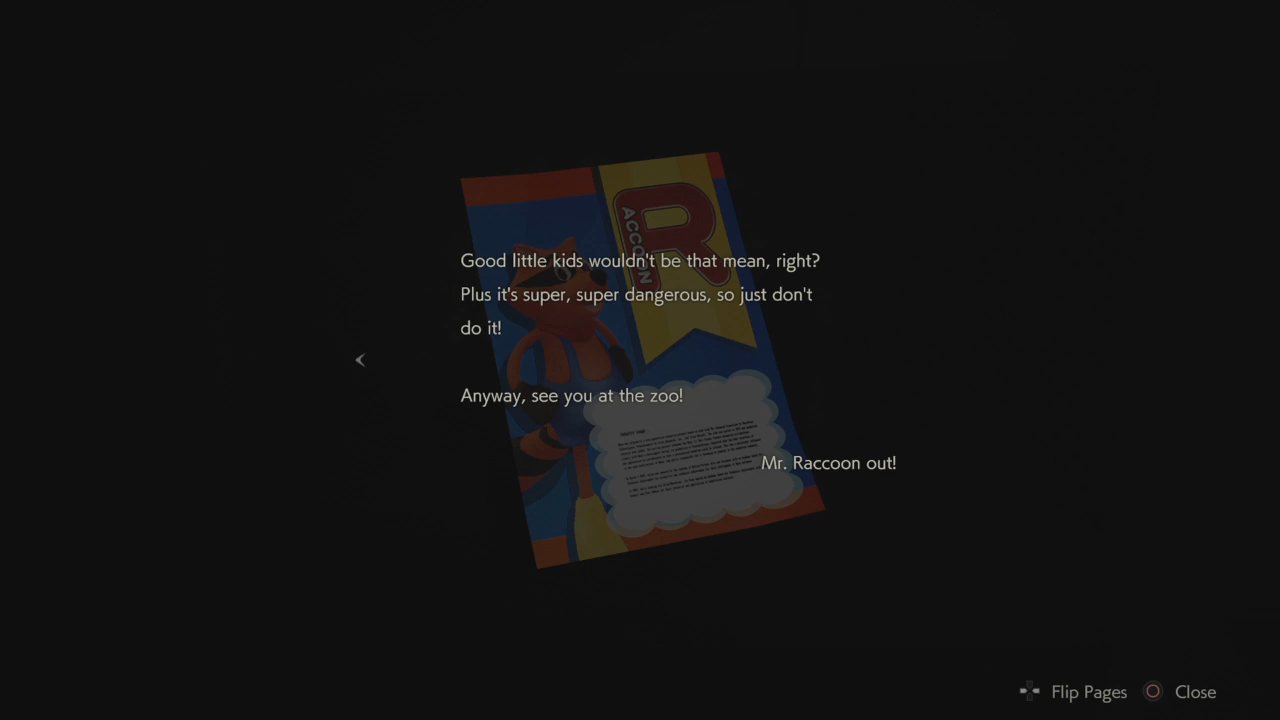 R
ACCOON
Good little kids wouldn't be that mean, right?
Plus it's super, super dangerous, so just don't
do it!
Anyway, see you at the zoo!
Mr. Raccoon out!
Flip Pages
Close